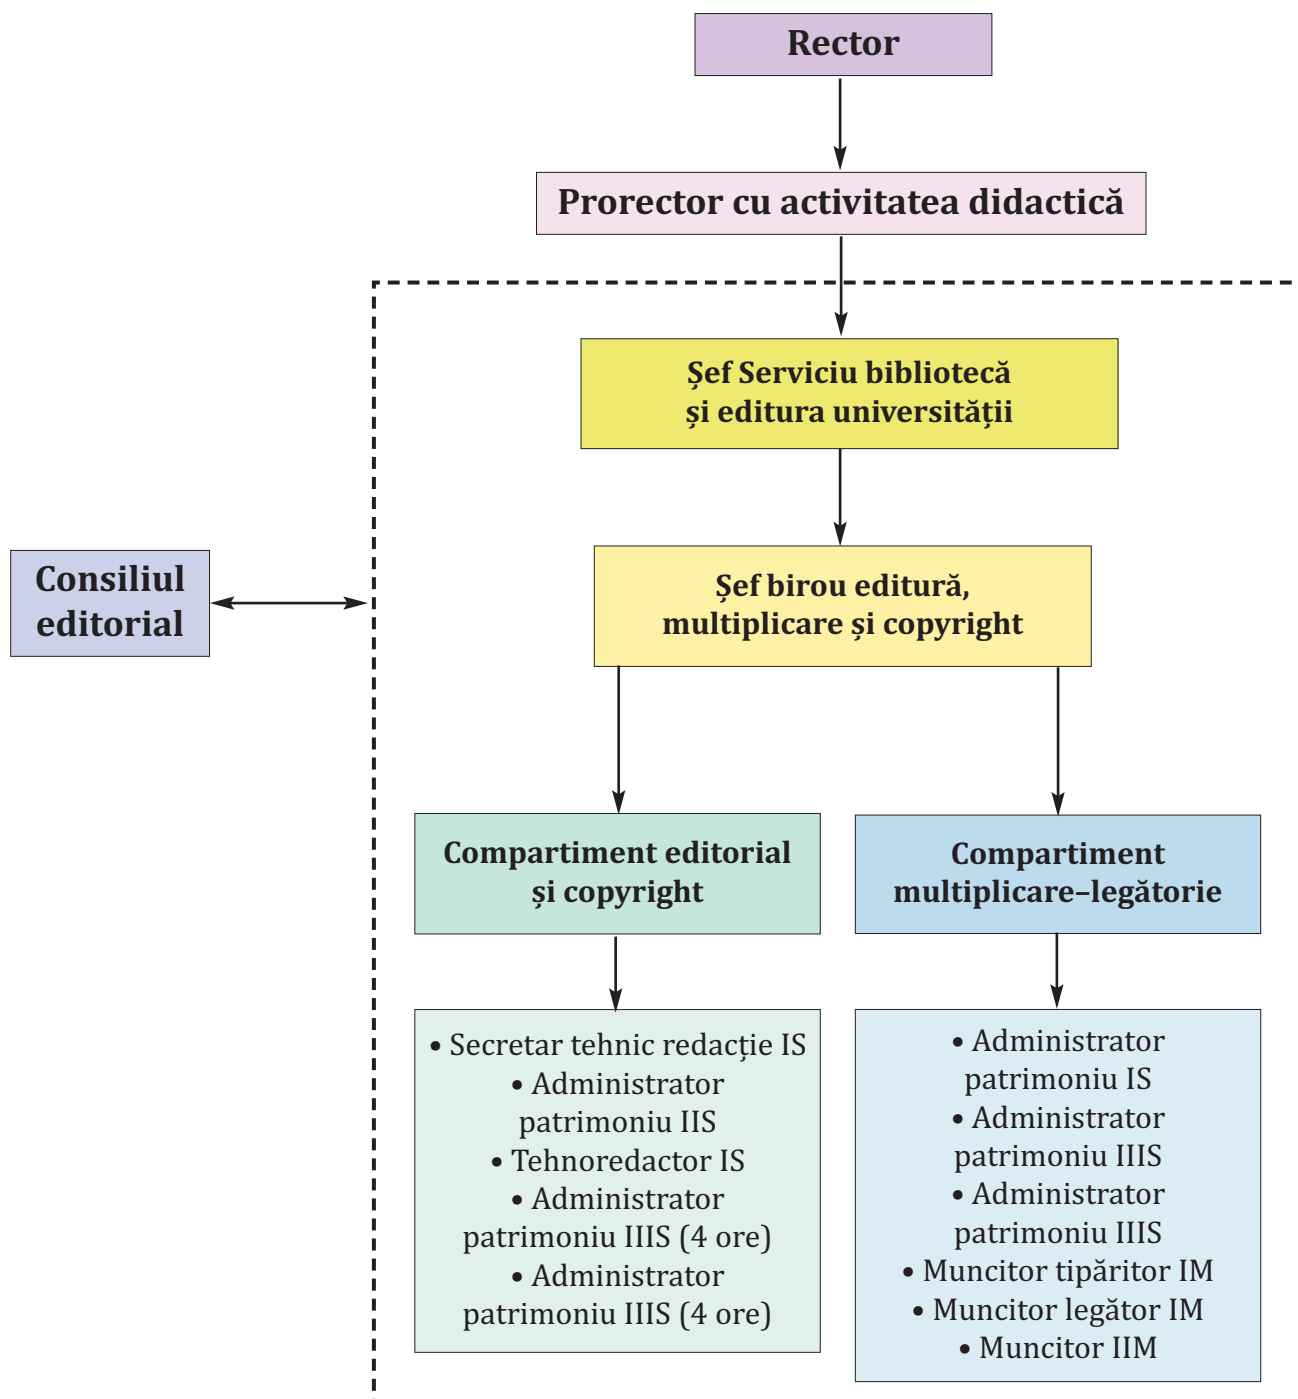 Rector
Prorector cu activitatea didactică
Șef Serviciu bibliotecă
și editura universității
Consiliul
editorial
Șef birou editură,
multiplicare și copyright
Compartiment editorial
și copyright
Compartiment
multiplicare–legătorie
• Secretar tehnic redacție IS
• Administrator
patrimoniu IIS
• Tehnoredactor IS
• Administrator
patrimoniu IIIS (4 ore)
• Administrator
patrimoniu IIIS (4 ore)
• Administrator
patrimoniu IS
• Administrator
patrimoniu IIIS
• Administrator
patrimoniu IIIS
• Muncitor tipăritor IM
• Muncitor legător IM
• Muncitor IIM